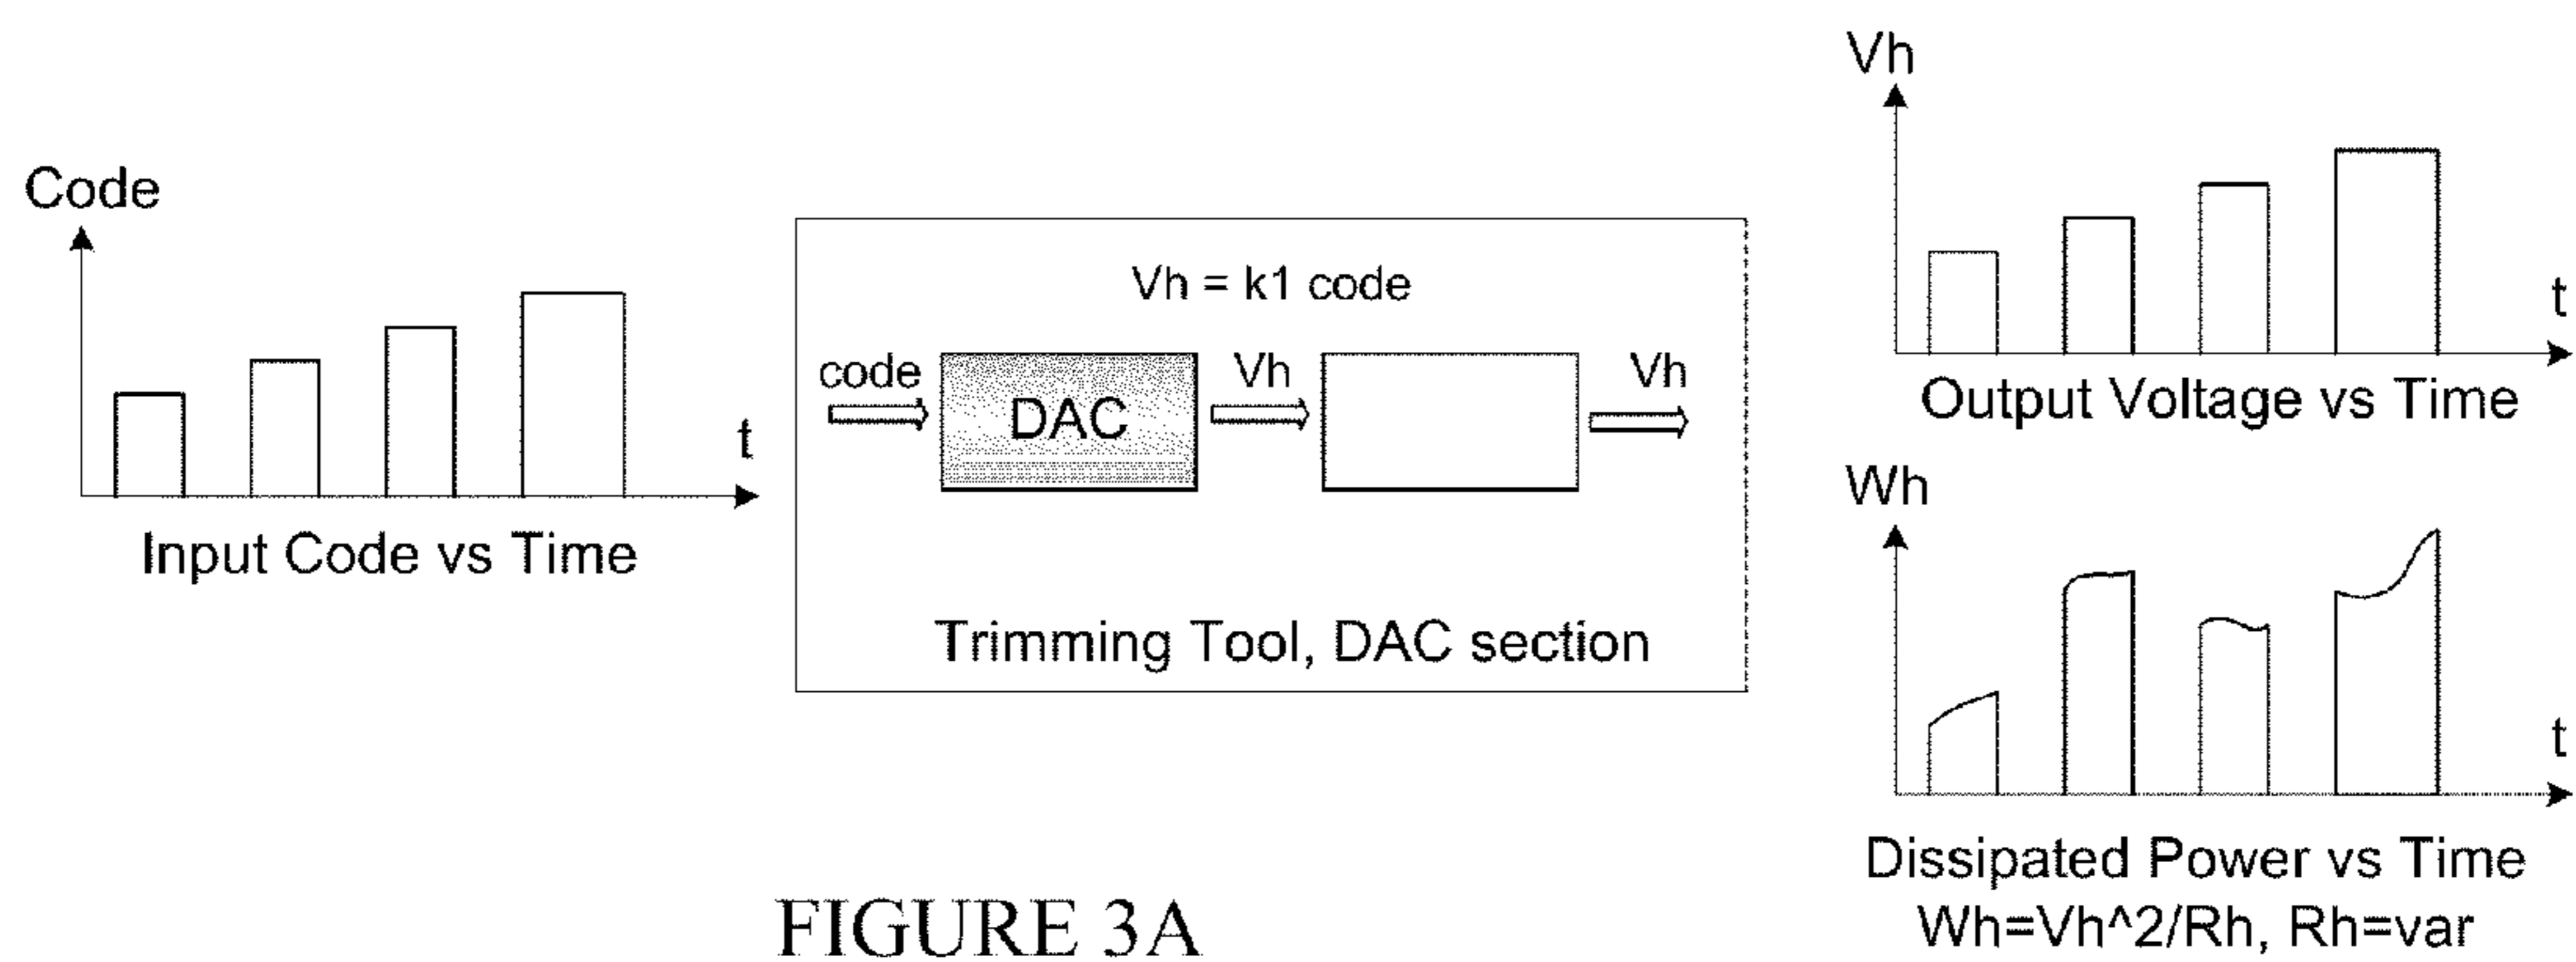 Code
t
Input Code vs Time
Vh = k1 code
code
DAC
Vh
Vh
Trimming Tool, DAC section
Vh
t
Output Voltage vs Time
Wh
t
Dissipated Power vs Time
Wh=Vh^2/Rh, Rh=var
FIGURE 3A